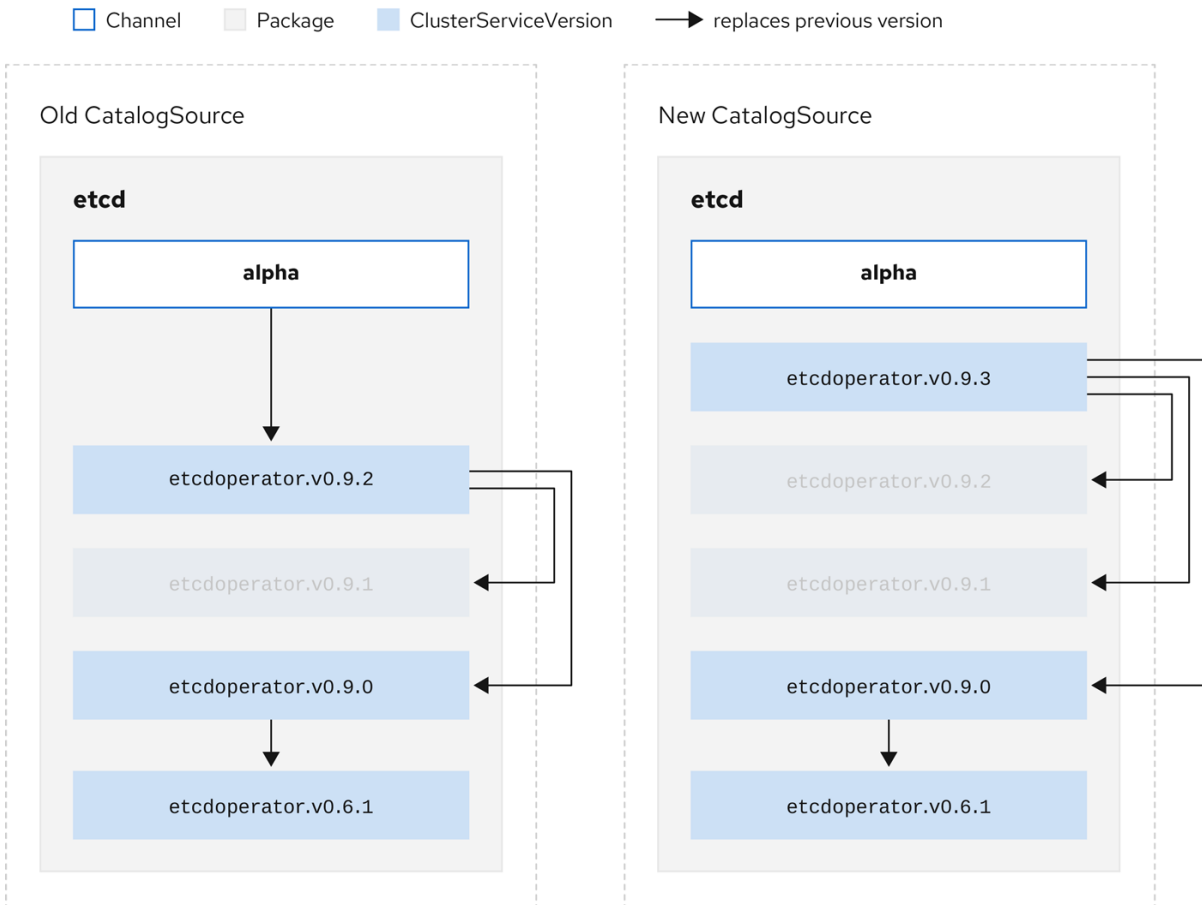 Channel
Package
ClusterServiceVersion
replaces previous version
Old CatalogSource
etcd
alpha
etcdoperator.v0.9.2
etcdoperator.v0.9.1
etcdoperator.v0.9.0
etcdoperator.v0.6.1
New CatalogSource
etcd
alpha
etcdoperator.v0.9.3
etcdoperator.v0.9.2
etcdoperator.v0.9.1
etcdoperator.v0.9.0
etcdoperator.v0.6.1